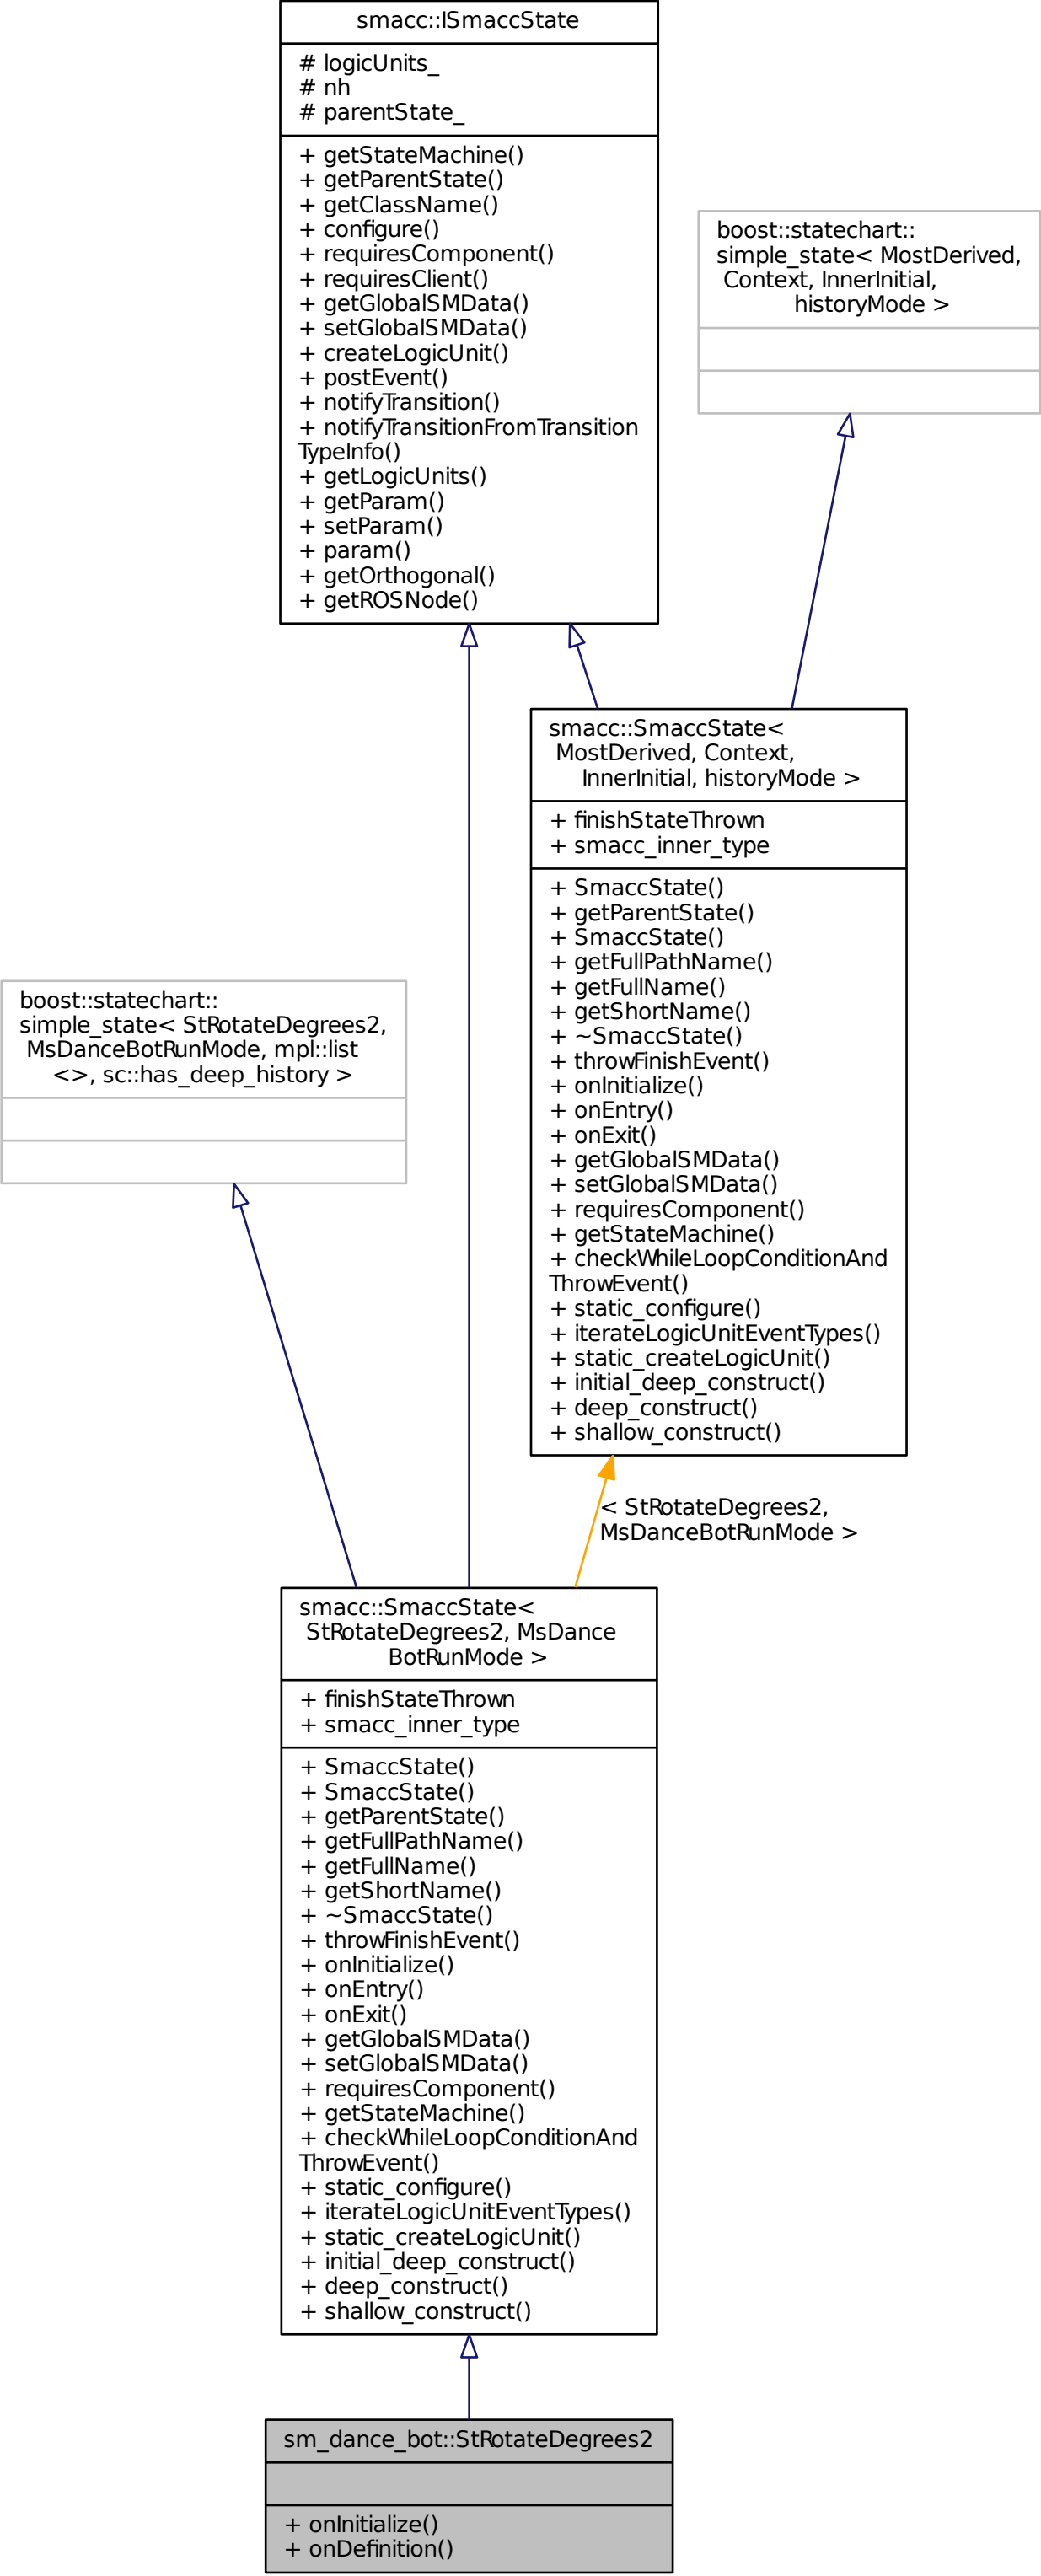 smacc::ISmaccState
# logicUnits_
# nh
# parentState_
+ getStateMachine()
+ getParentState()
+ getClassName()
+ configure()
+ requiresComponent()
+ requiresClient()
+ getGlobalSMData()
+ setGlobalSMData()
+ createLogicUnit()
+ postEvent()
+ notifyTransition()
+ notifyTransitionFromTransition
TypeInfo()
+ getLogicUnits()
+ getParam()
+ setParam()
+ param()
+ getOrthogonal()
+ getROSNode()
boost::statechart::
simple_state< MostDerived,
Context, InnerInitial,
historyMode >
smacc::SmaccState<
MostDerived, Context,
InnerInitial, historyMode >
+ finishStateThrown
+ smacc_inner_type
+ SmaccState()
+ getParentState()
+ SmaccState()
+ getFullPathName()
+ getFullName()
+ getShortName()
+ ~SmaccState()
+ throwFinishEvent()
+ onInitialize()
+ onEntry()
+ onExit()
+ getGlobalSMData()
+ setGlobalSMData()
+ requiresComponent()
+ getStateMachine()
+ checkWhileLoopConditionAnd
ThrowEvent()
+ static_configure()
+ iterateLogicUnitEventTypes()
+ static_createLogicUnit()
+ initial_deep_construct()
+ deep_construct()
+ shallow_construct()
boost::statechart::
simple_state< StRotateDegrees2,
MsDanceBotRunMode, mpl::list
<>, sc::has_deep_history >
< StRotateDegrees2,
MsDanceBotRunMode >
smacc::SmaccState<
StRotateDegrees2, MsDance
BotRunMode >
+ finishStateThrown
+ smacc_inner_type
+ SmaccState()
+ SmaccState()
+ getParentState()
+ getFullPathName()
+ getFullName()
+ getShortName()
+ ~SmaccState()
+ throwFinishEvent()
+ onInitialize()
+ onEntry()
+ onExit()
+ getGlobalSMData()
+ setGlobalSMData()
+ requiresComponent()
+ getStateMachine()
+ checkWhileLoopConditionAnd
ThrowEvent()
+ static_configure()
+ iterateLogicUnitEventTypes()
+ static_createLogicUnit()
+ initial_deep_construct()
+ deep_construct()
+ shallow_construct()
sm_dance_bot::StRotateDegrees2
+ onInitialize()
+ onDefinition()